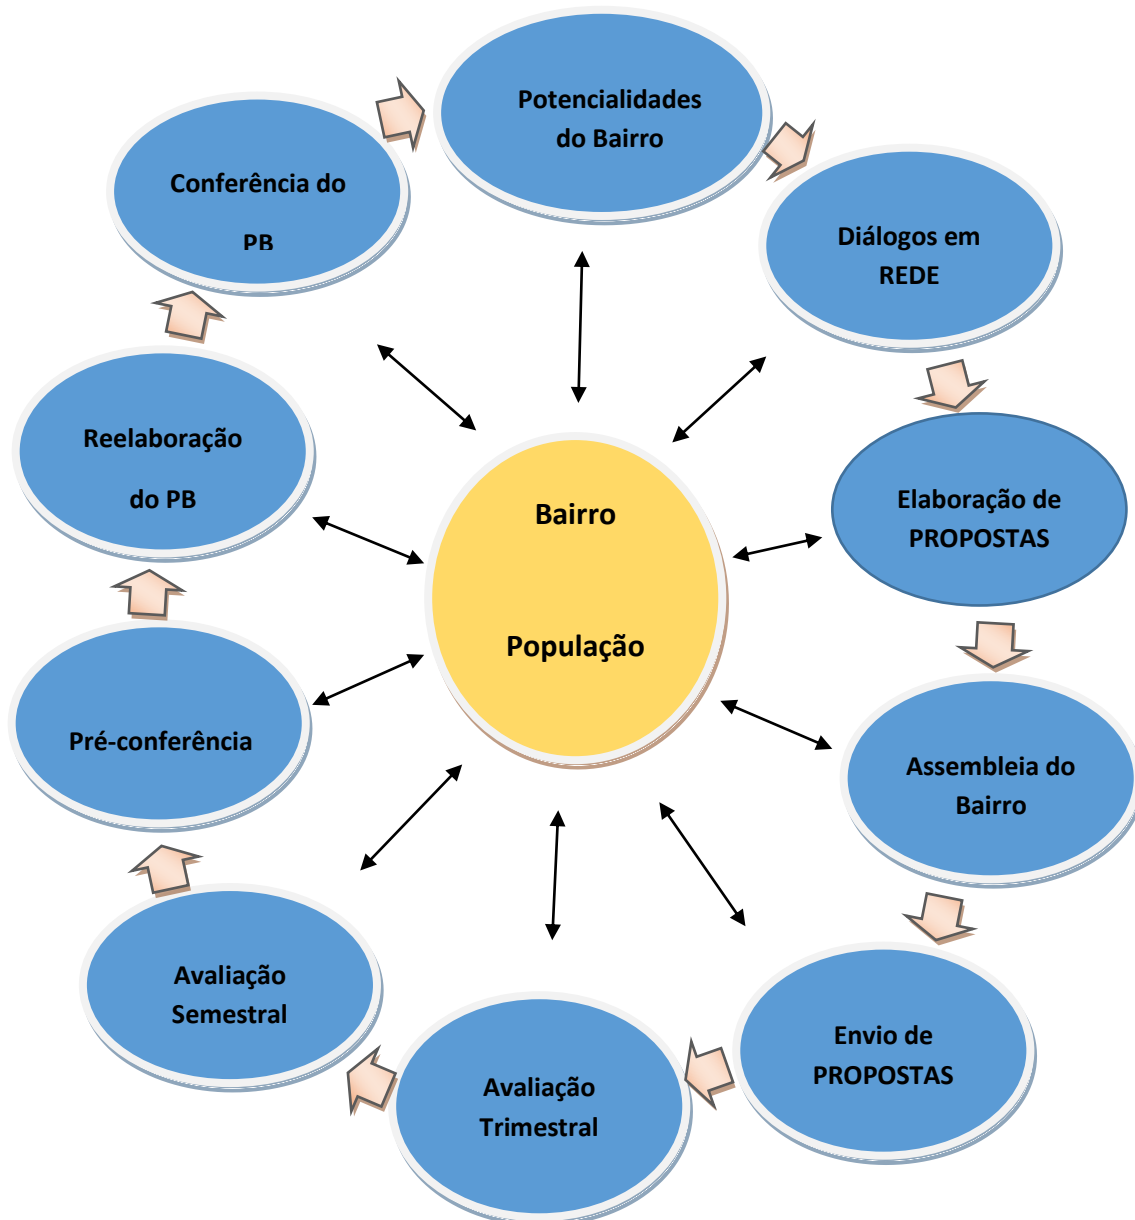 Potencialidades
do Bairro
Diálogos em
REDE
Elaboração de
PROPOSTAS
Assembleia do
Bairro
Envio de
PROPOSTAS
Avaliação
Trimestral
Avaliação
Semestral
Pré-conferência
Reelaboração
do PB
Conferência do
PB
Bairro
População